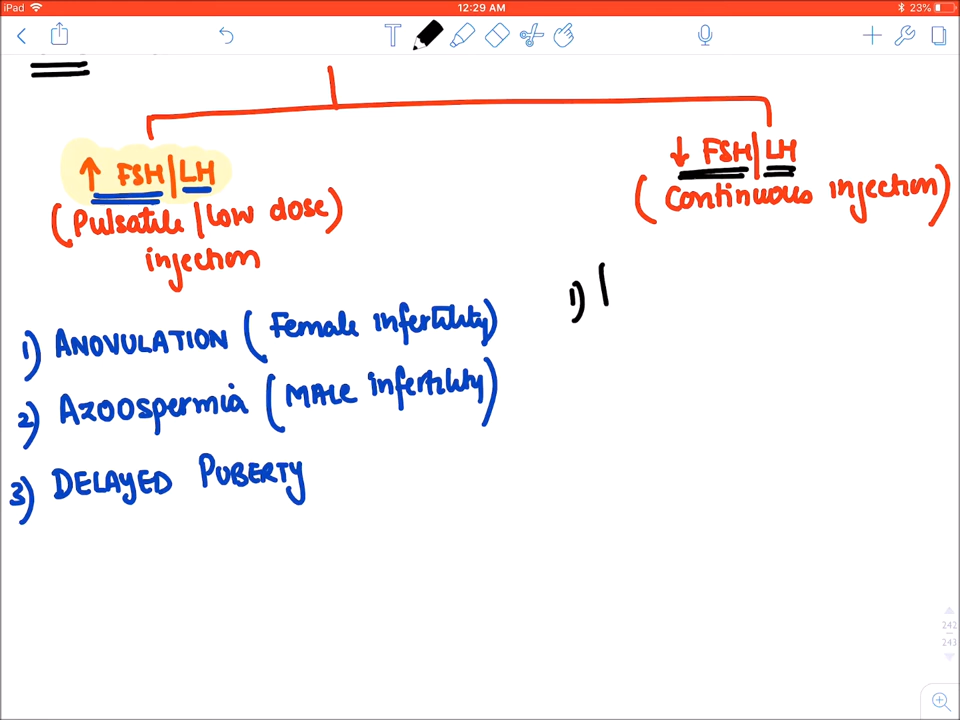 iPad
12:29 AM
23%
T
↑ FSH|LH
(Pulsatile | low dose)
injection
↓ FSH|LH
(Continuous injection)
1) ANOVULATION (Female infertility)
2) Azoospermia (MALE infertility)
3) DELAYED PUBERTY
1)
242
243